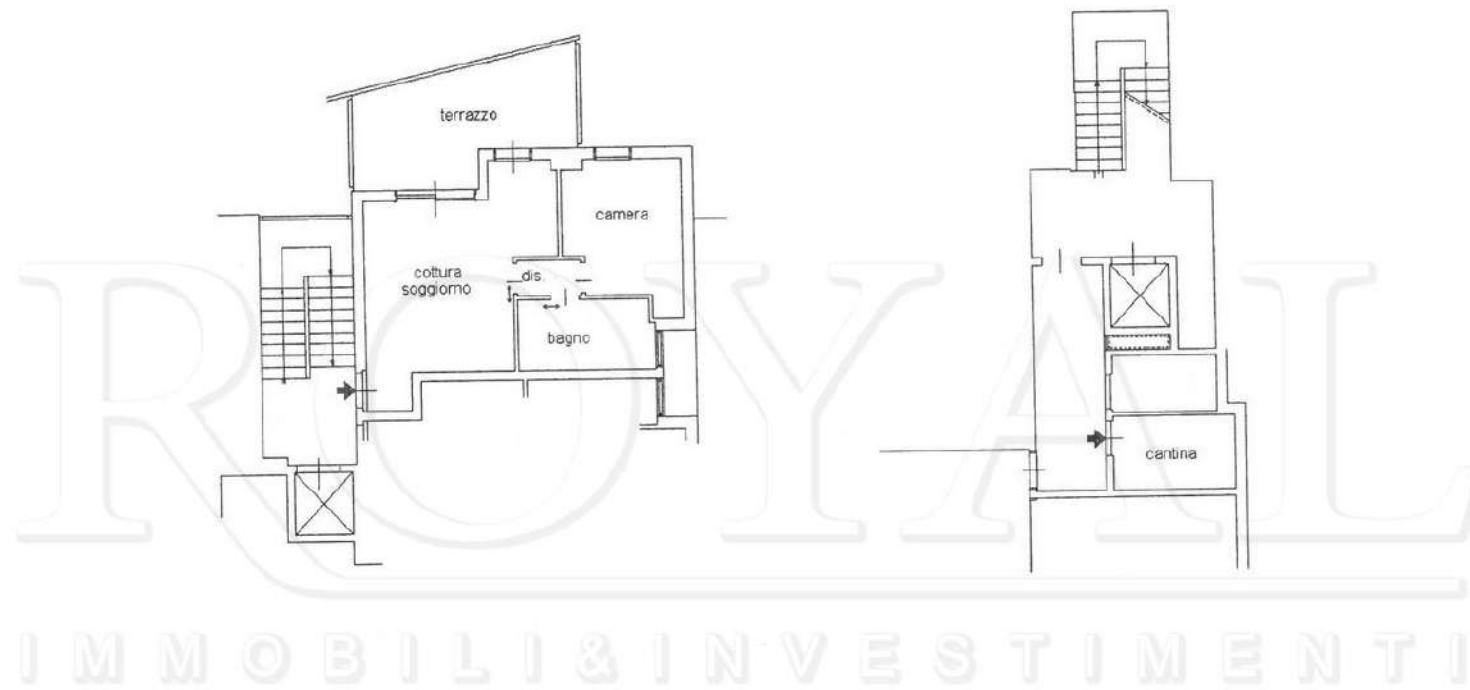 terrazzo
camera
cottura
soggiorno
dis.
bagno
cantina
ROYAL
IMMOBILI&INVESTIMENTI